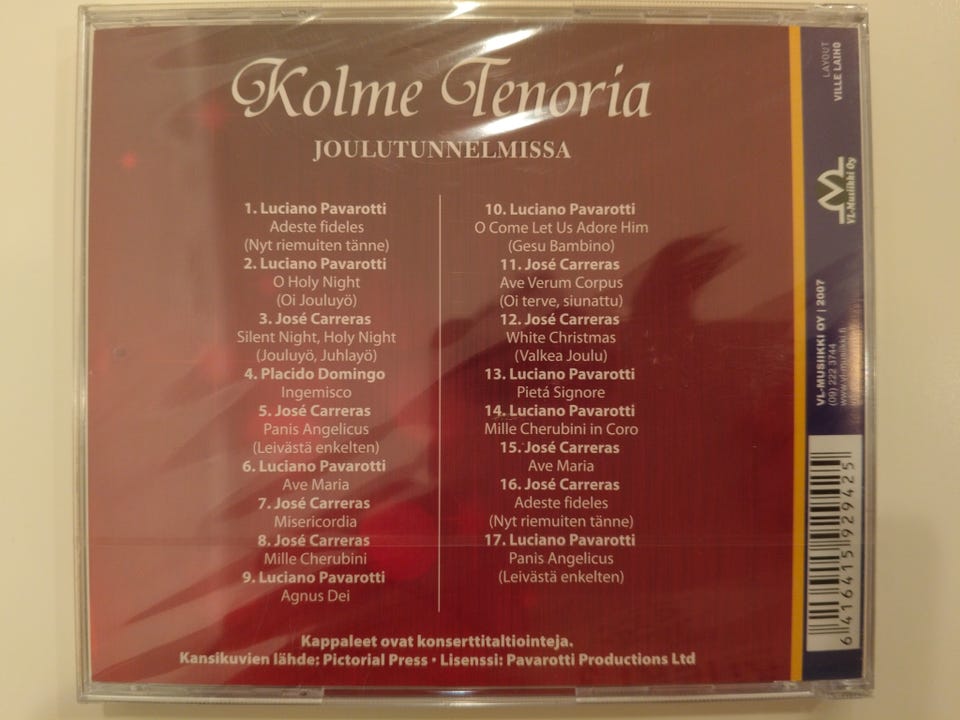 Kolme Tenoria
JOULUTUNNELMISSA
1. Luciano Pavarotti
Adeste fideles
(Nyt riemuiten tänne)
2. Luciano Pavarotti
O Holy Night
(Oi Jouluyö)
3. José Carreras
Silent Night, Holy Night
(Jouluyö, Juhlayö)
4. Placido Domingo
Ingemisco
5. José Carreras
Panis Angelicus
(Leivästä enkelten)
6. Luciano Pavarotti
Ave Maria
7. José Carreras
Misericordia
8. José Carreras
Mille Cherubini
9. Luciano Pavarotti
Agnus Dei
10. Luciano Pavarotti
O Come Let Us Adore Him
(Gesu Bambino)
11. José Carreras
Ave Verum Corpus
(Oi terve, siunattu)
12. José Carreras
White Christmas
(Valkea Joulu)
13. Luciano Pavarotti
Pietá Signore
14. Luciano Pavarotti
Mille Cherubini in Coro
15. José Carreras
Ave Maria
16. José Carreras
Adeste fideles
(Nyt riemuiten tänne)
17. Luciano Pavarotti
Panis Angelicus
(Leivästä enkelten)
Kappaleet ovat konserttitaltiointeja.
Kansikuvien lähde: Pictorial Press • Lisenssi: Pavarotti Productions Ltd
LAYOUT
VILLE LAIHO
VL-Musiikki Oy
VL-MUSIIKKI OY | 2007
(09) 222 3744
www.vl-musiikki.fi
6 416415 929425